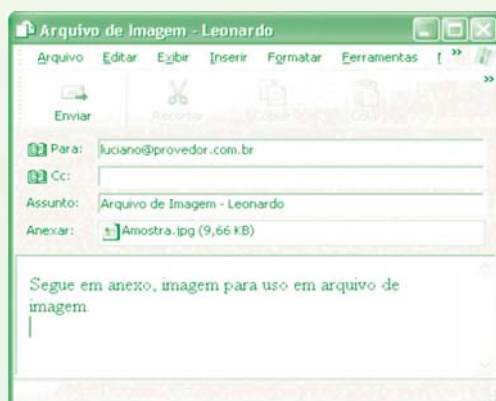 Arquivo de Imagem - Leonardo
Arquivo Editar Exibir Inserir Formatar Ferramentas »
»
Enviar Recortar Copiar Colar
Para: luciano@provedor.com.br
Cc:
Assunto: Arquivo de Imagem - Leonardo
Anexar: Amostra.jpg (9,66 KB)
Segue em anexo, imagem para uso em arquivo de
imagem